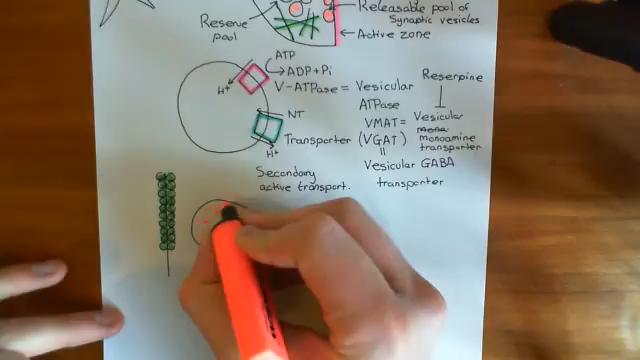 Releasable pool of
Synaptic vesicles
Reserve
pool
Active zone
ATP
ADP+Pi
H+
V-ATPase = Vesicular
ATPase
Reserpine
NT
VMAT = Vesicular
monoamine
transporter
Transporter (VGAT)
=
H+
Vesicular GABA
transporter
Secondary
active transport.